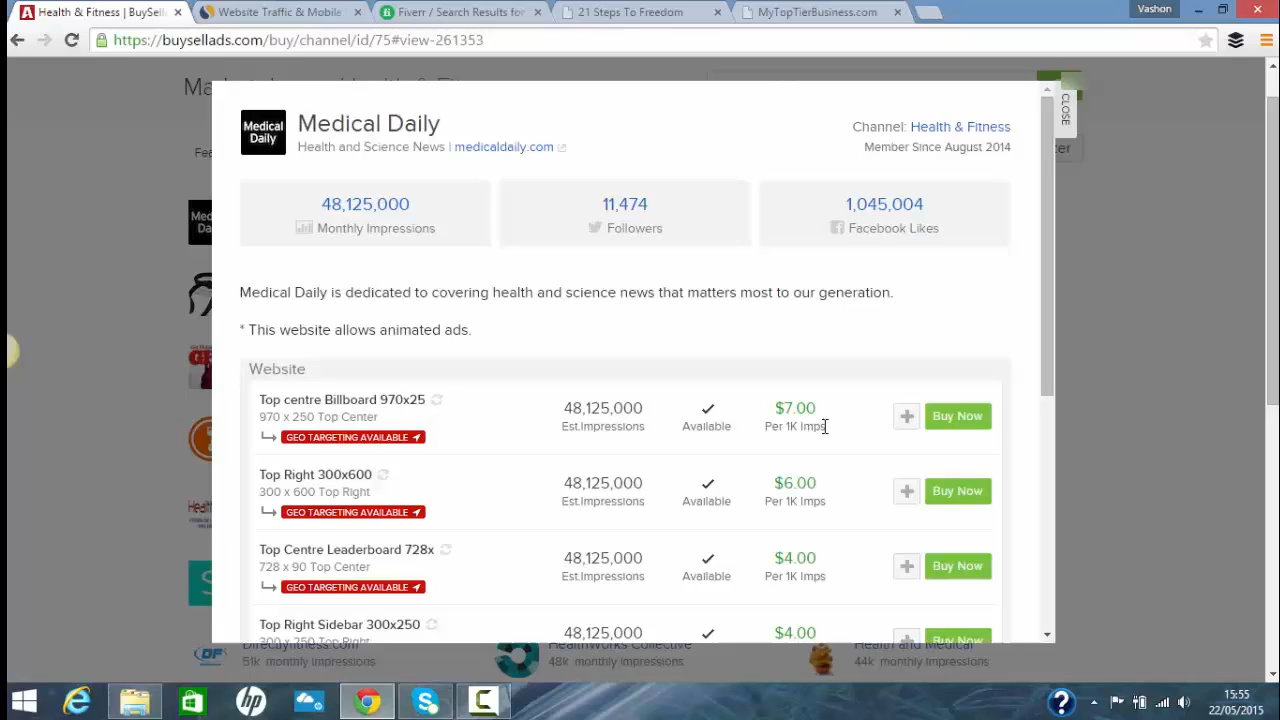 Health & Fitness | BuySell
Website Traffic & Mobile
Fiverr / Search Results for
21 Steps To Freedom
MyTopTierBusiness.com
Vashon
https://buysellads.com/buy/channel/id/75#view-261353
CLOSE
Medical Daily
Medical Daily
Health and Science News | medicaldaily.com
Channel: Health & Fitness
Member Since August 2014
48,125,000
Monthly Impressions
11,474
Followers
1,045,004
Facebook Likes
Medical Daily is dedicated to covering health and science news that matters most to our generation.
* This website allows animated ads.
Website
Top centre Billboard 970x25
970 x 250 Top Center
GEO TARGETING AVAILABLE
48,125,000
Est.Impressions
Available
$7.00
Per 1K Imps
Buy Now
Top Right 300x600
300 x 600 Top Right
GEO TARGETING AVAILABLE
48,125,000
Est.Impressions
Available
$6.00
Per 1K Imps
Buy Now
Top Centre Leaderboard 728x
728 x 90 Top Center
GEO TARGETING AVAILABLE
48,125,000
Est.Impressions
Available
$4.00
Per 1K Imps
Buy Now
Top Right Sidebar 300x250
300 x 250 Top Right
48,125,000
$4.00
Buy Now
Directlyfitness.com
51k monthly impressions
HealthWorks Collective
48k monthly impressions
Health and Medical
44k monthly impressions
15:55
22/05/2015